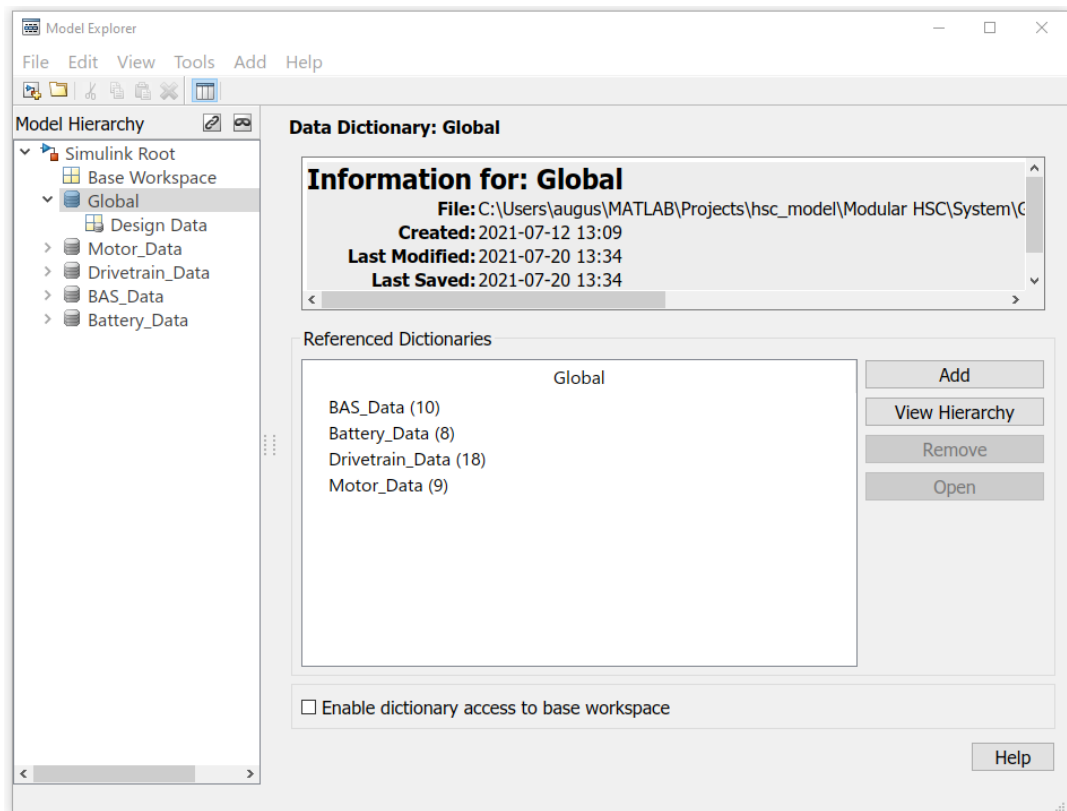 Model Explorer
File Edit View Tools Add Help
Model Hierarchy
Simulink Root
Base Workspace
Global
Design Data
Motor_Data
Drivetrain_Data
BAS_Data
Battery_Data
Data Dictionary: Global
Information for: Global
File: C:\Users\augus\MATLAB\Projects\hsc_model\Modular HSC\System\G
Created: 2021-07-12 13:09
Last Modified: 2021-07-20 13:34
Last Saved: 2021-07-20 13:34
Referenced Dictionaries
Global
BAS_Data (10)
Battery_Data (8)
Drivetrain_Data (18)
Motor_Data (9)
Add
View Hierarchy
Remove
Open
Enable dictionary access to base workspace
Help